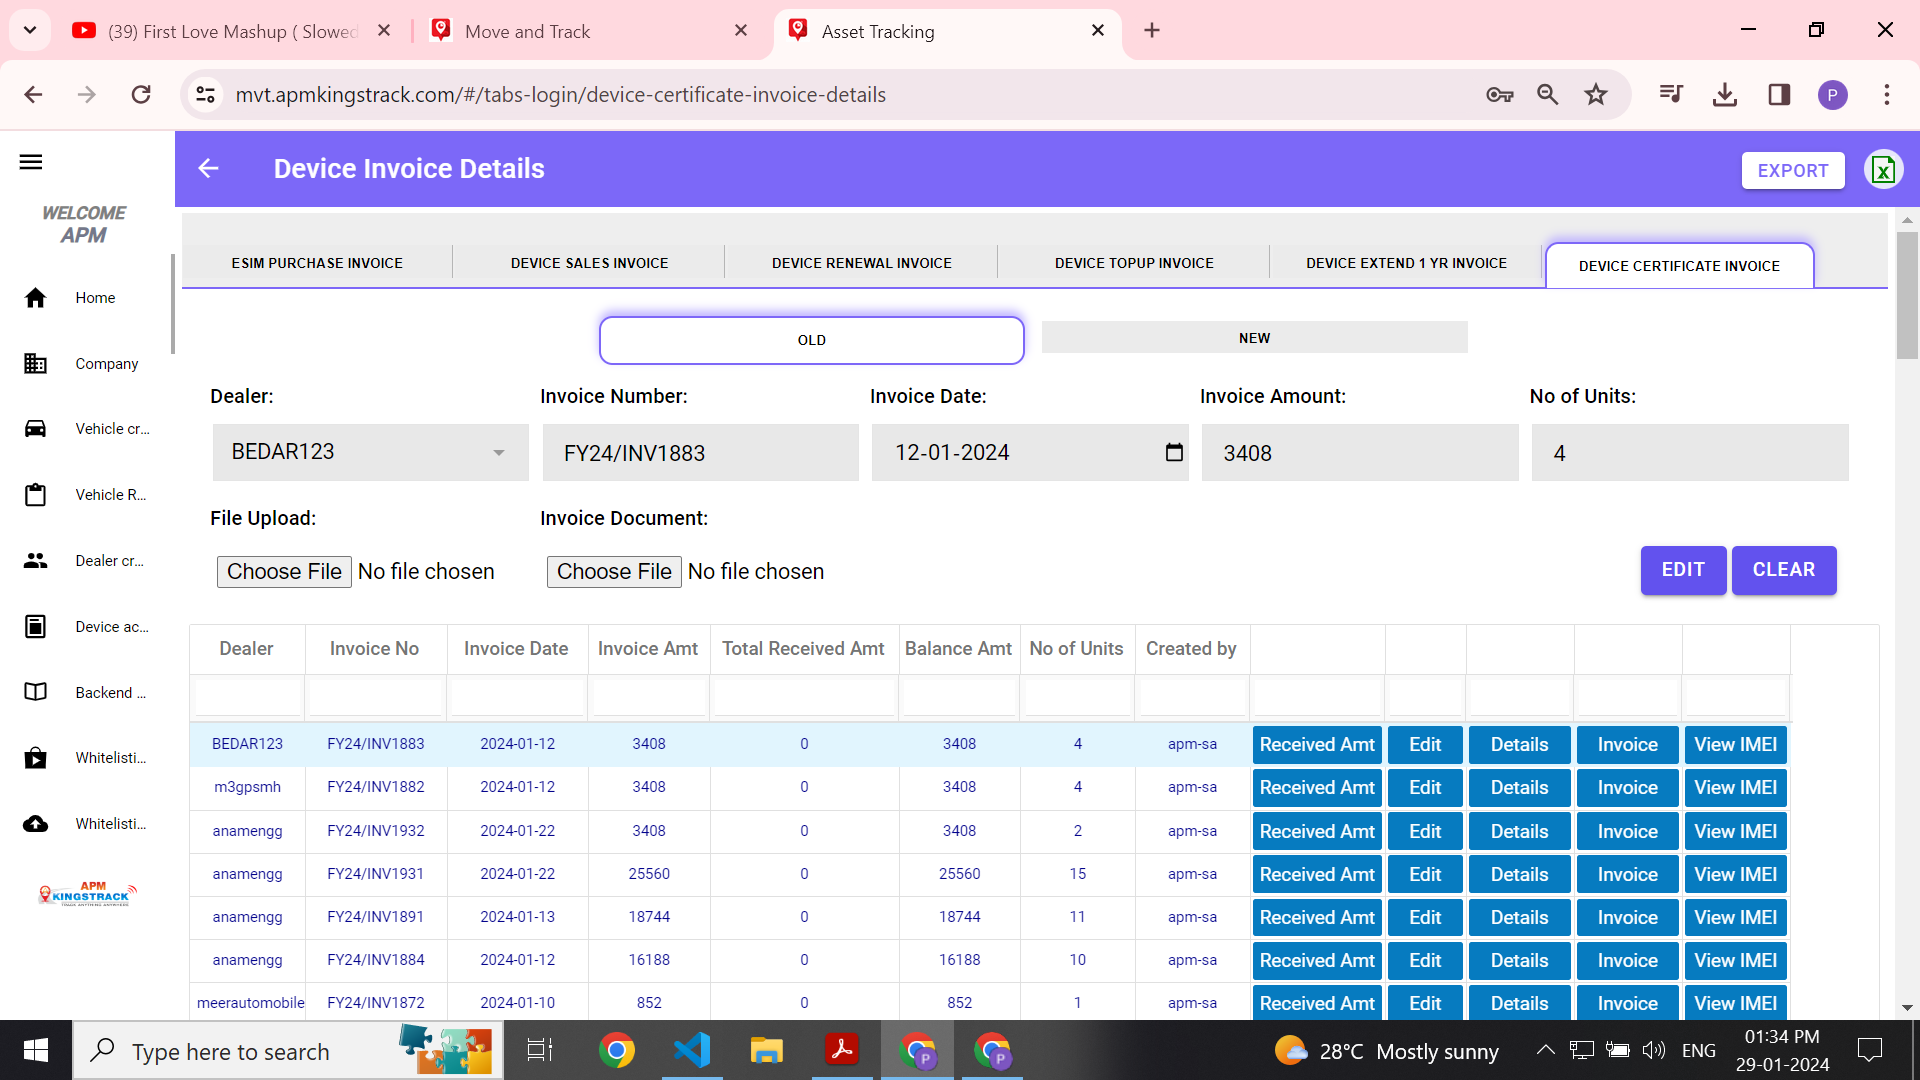 (39) First Love Mashup ( Slowed
Move and Track
Asset Tracking
mvt.apmkingstrack.com/#/tabs-login/device-certificate-invoice-details
P
WELCOME
APM
Home
Company
Vehicle cr...
Vehicle R...
Dealer cr...
Device ac...
Backend ...
Whitelisti...
Whitelisti...
APM
KINGSTRACK
TRACK ANYTHING ANYWHERE
Device Invoice Details
EXPORT
ESIM PURCHASE INVOICE DEVICE SALES INVOICE DEVICE RENEWAL INVOICE DEVICE TOPUP INVOICE DEVICE EXTEND 1 YR INVOICE DEVICE CERTIFICATE INVOICE
OLD NEW
Dealer: Invoice Number: Invoice Date: Invoice Amount: No of Units:
BEDAR123 FY24/INV1883 12-01-2024 3408 4
File Upload: Invoice Document:
Choose File No file chosen Choose File No file chosen EDIT CLEAR
Dealer Invoice No Invoice Date Invoice Amt Total Received Amt Balance Amt No of Units Created by
BEDAR123 FY24/INV1883 2024-01-12 3408 0 3408 4 apm-sa Received Amt Edit Details Invoice View IMEI
m3gpsmh FY24/INV1882 2024-01-12 3408 0 3408 4 apm-sa Received Amt Edit Details Invoice View IMEI
anamengg FY24/INV1932 2024-01-22 3408 0 3408 2 apm-sa Received Amt Edit Details Invoice View IMEI
anamengg FY24/INV1931 2024-01-22 25560 0 25560 15 apm-sa Received Amt Edit Details Invoice View IMEI
anamengg FY24/INV1891 2024-01-13 18744 0 18744 11 apm-sa Received Amt Edit Details Invoice View IMEI
anamengg FY24/INV1884 2024-01-12 16188 0 16188 10 apm-sa Received Amt Edit Details Invoice View IMEI
meerautomobile FY24/INV1872 2024-01-10 852 0 852 1 apm-sa Received Amt Edit Details Invoice View IMEI
Type here to search
P
P
28°C Mostly sunny
ENG
01:34 PM
29-01-2024